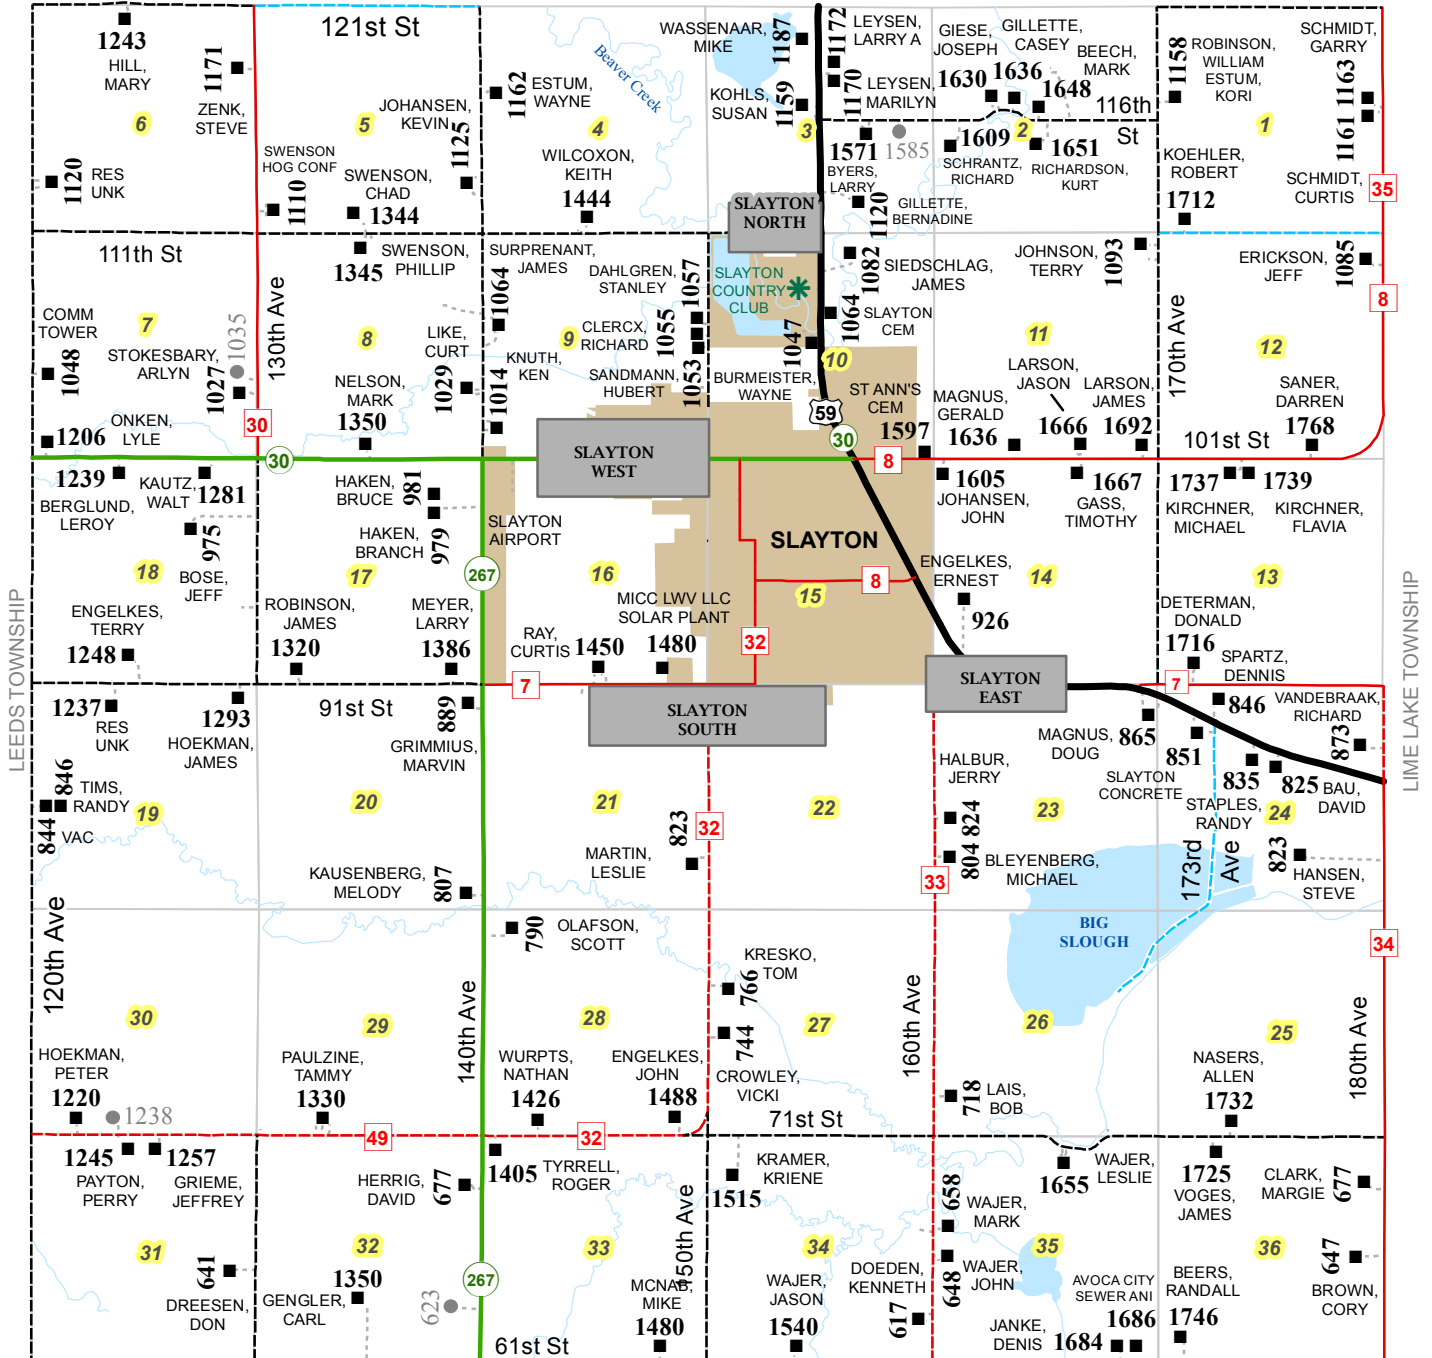 121st St
1243
HILL,
MARY
1171
ZENK,
STEVE
6
1120
RES
UNK
JOHANSEN,
KEVIN
1125
5
SWENSON
HOG CONF
1110
SWENSON,
CHAD
1344
1162
ESTUM,
WAYNE
Beaver Creek
4
WILCOXON,
KEITH
1444
WASSENAAR,
MIKE
1187
KOHLS,
SUSAN
1159
3
1172
LEYSEN,
LARRY A
1170
LEYSEN,
MARILYN
GIESE,
JOSEPH
1630
GILLETTE,
CASEY
1636
BEECH,
MARK
1648
116th
St
2
1571
BYERS,
LARRY
1585
1609
SCHRANTZ,
RICHARD
1651
RICHARDSON,
KURT
1120
GILLETTE,
BERNADINE
1158
ROBINSON,
WILLIAM
ESTUM,
KORI
1
SCHMIDT,
GARRY
1163
1161
SCHMIDT,
CURTIS
KOEHLER,
ROBERT
1712
35
SLAYTON
NORTH
111th St
1345
SWENSON,
PHILLIP
SURPRENANT,
JAMES
1064
DAHLGREN,
STANLEY
1057
SLAYTON
COUNTRY
CLUB
1082
SIEDSCHLAG,
JAMES
JOHNSON,
TERRY
1093
ERICKSON,
JEFF
1085
8
COMM
TOWER
1048
7
STOKESBARY,
ARLYN
1035
1027
130th Ave
8
LIKE,
CURT
1029
9
CLERCX,
RICHARD
1055
KNUTH,
KEN
1014
SANDMANN,
HUBERT
1053
1047
BURMEISTER,
WAYNE
1064
SLAYTON
CEM
10
11
170th Ave
12
NELSON,
MARK
1350
ONKEN,
LYLE
1206
30
30
59
30
ST ANN'S
CEM
1597
MAGNUS,
GERALD
1636
LARSON,
JASON
1666
LARSON,
JAMES
1692
101st St
SANER,
DARREN
1768
8
SLAYTON
WEST
1239
BERGLUND,
LEROY
KAUTZ,
WALT
1281
975
BOSE,
JEFF
18
HAKEN,
BRUCE
981
HAKEN,
BRANCH
979
17
SLAYTON
AIRPORT
267
16
SLAYTON
15
8
1605
JOHANSEN,
JOHN
1667
GASS,
TIMOTHY
1737
KIRCHNER,
MICHAEL
1739
KIRCHNER,
FLAVIA
ENGELKES,
ERNEST
926
14
13
LEEDS TOWNSHIP
LIME LAKE TOWNSHIP
ENGELKES,
TERRY
1248
ROBINSON,
JAMES
1320
MEYER,
LARRY
1386
RAY,
CURTIS
1450
MICC LWV LLC
SOLAR PLANT
1480
32
DETERMAN,
DONALD
1716
SPARTZ,
DENNIS
846
7
7
SLAYTON
SOUTH
SLAYTON
EAST
1237
RES
UNK
1293
HOEKMAN,
JAMES
91st St
889
GRIMMIUS,
MARVIN
HALBUR,
JERRY
824
MAGNUS,
DOUG
865
851
SLAYTON
CONCRETE
VANDEBRAAK,
RICHARD
873
835
STAPLES,
RANDY
825
BAU,
DAVID
846
TIMS,
RANDY
844
VAC
19
20
21
22
23
24
823
MARTIN,
LESLIE
32
804
BLEYENBERG,
MICHAEL
33
173rd
Ave
823
HANSEN,
STEVE
KAUSENBERG,
MELODY
807
120th Ave
790
OLAFSON,
SCOTT
BIG
SLOUGH
34
KRESKO,
TOM
766
744
CROWLEY,
VICKI
30
29
140th Ave
28
27
160th Ave
26
25
180th Ave
HOEKMAN,
PETER
1220
1238
PAULZINE,
TAMMY
1330
WURPTS,
NATHAN
1426
ENGELKES,
JOHN
1488
718
LAIS,
BOB
NASERS,
ALLEN
1732
71st St
49
32
1245
PAYTON,
PERRY
1257
GRIEME,
JEFFREY
HERRIG,
DAVID
677
1405
TYRRELL,
ROGER
KRAMER,
KRIENE
1515
658
WAJER,
MARK
1655
WAJER,
LESLIE
1725
VOGES,
JAMES
CLARK,
MARGIE
677
31
641
DREESEN,
DON
32
1350
GENGLER,
CARL
623
267
33
150th Ave
MCNAB,
MIKE
1480
34
WAJER,
JASON
1540
DOEDEN,
KENNETH
617
648
WAJER,
JOHN
35
AVOCA CITY
SEWER ANI
JANKE,
DENIS
1684
1686
BEERS,
RANDALL
1746
36
647
BROWN,
CORY
61st St